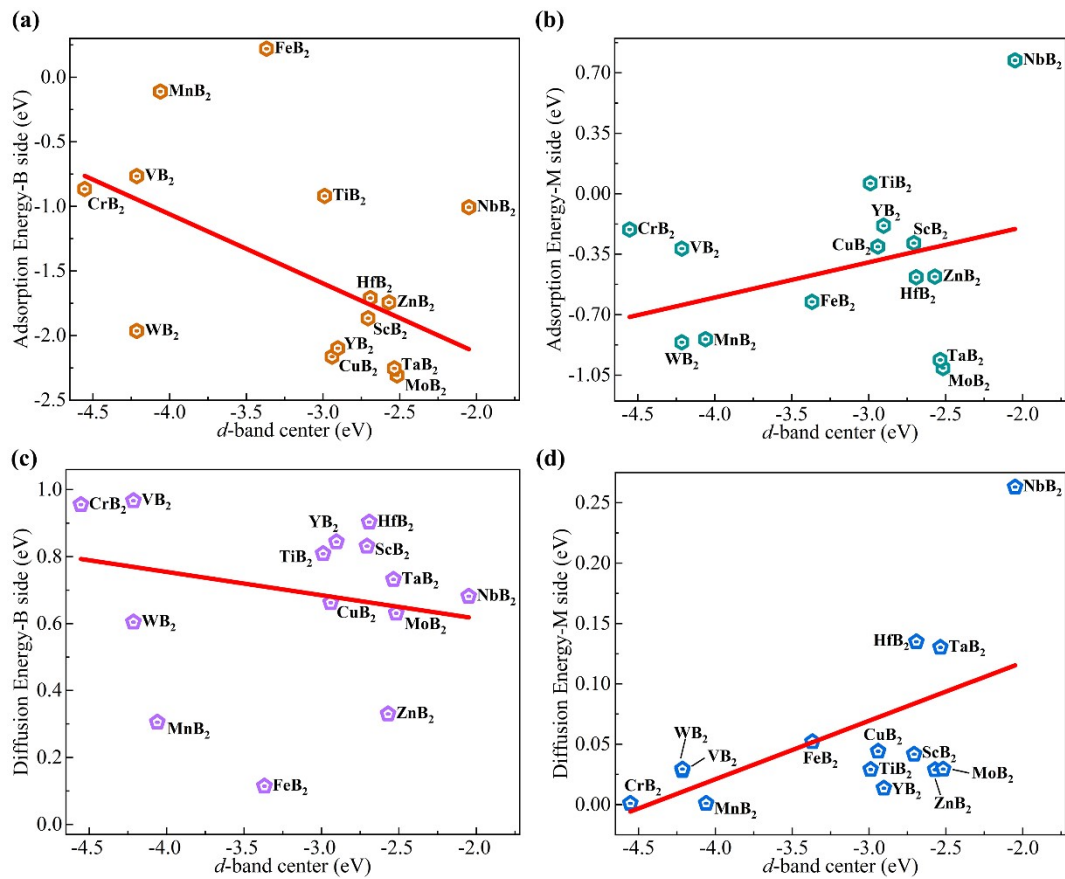 (a)
Adsorption Energy-B side (eV)
0.0
-0.5
-1.0
-1.5
-2.0
-2.5
FeB2
MnB2
VB2
CrB2
TiB2
NbB2
HfB2
ZnB2
ScB2
WB2
YB2
CuB2
TaB2
MoB2
-4.5 -4.0 -3.5 -3.0 -2.5 -2.0
d-band center (eV)
(b)
Adsorption Energy-M side (eV)
0.70
0.35
0.00
-0.35
-0.70
-1.05
NbB2
TiB2
YB2
CrB2
ScB2
CuB2
VB2
ZnB2
HfB2
FeB2
MnB2
WB2
TaB2
MoB2
-4.5 -4.0 -3.5 -3.0 -2.5 -2.0
d-band center (eV)
(c)
Diffusion Energy-B side (eV)
1.0
0.8
0.6
0.4
0.2
0.0
VB2
CrB2
YB2
HfB2
TiB2
ScB2
TaB2
NbB2
CuB2
MoB2
WB2
MnB2
ZnB2
FeB2
-4.5 -4.0 -3.5 -3.0 -2.5 -2.0
d-band center (eV)
(d)
Diffusion Energy-M side (eV)
0.25
0.20
0.15
0.10
0.05
0.00
NbB2
HfB2
TaB2
WB2
VB2
CuB2
FeB2
ScB2
TiB2
MoB2
CrB2
YB2
MnB2
ZnB2
-4.5 -4.0 -3.5 -3.0 -2.5 -2.0
d-band center (eV)